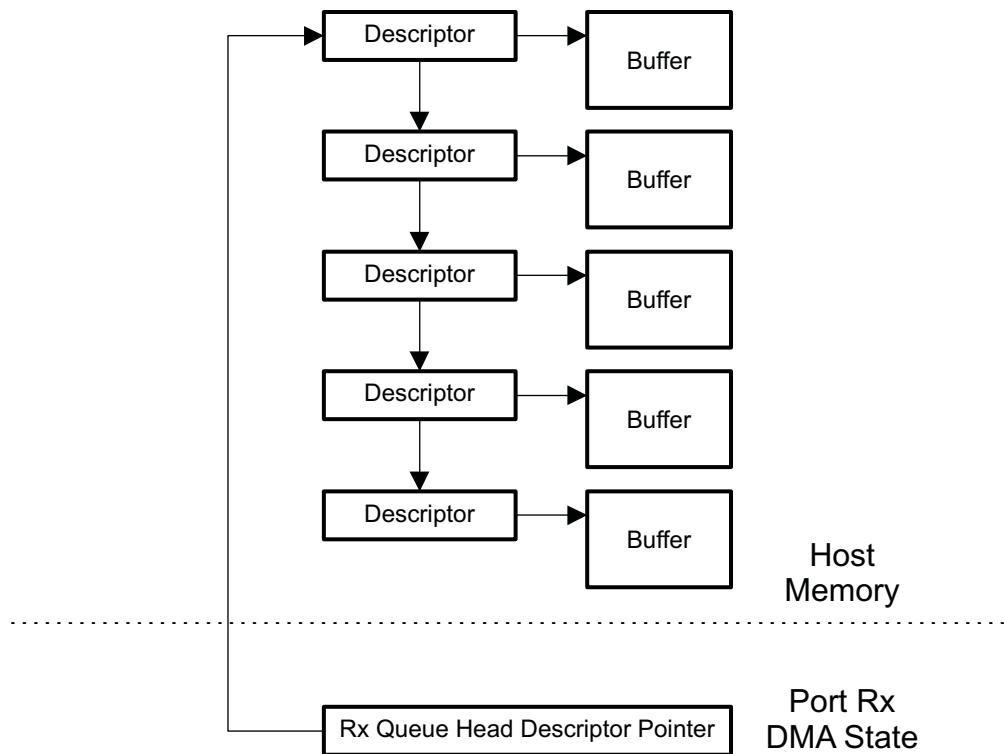 Descriptor
Buffer
Descriptor
Buffer
Descriptor
Buffer
Descriptor
Buffer
Descriptor
Buffer
Host
Memory
Port Rx
DMA State
Rx Queue Head Descriptor Pointer